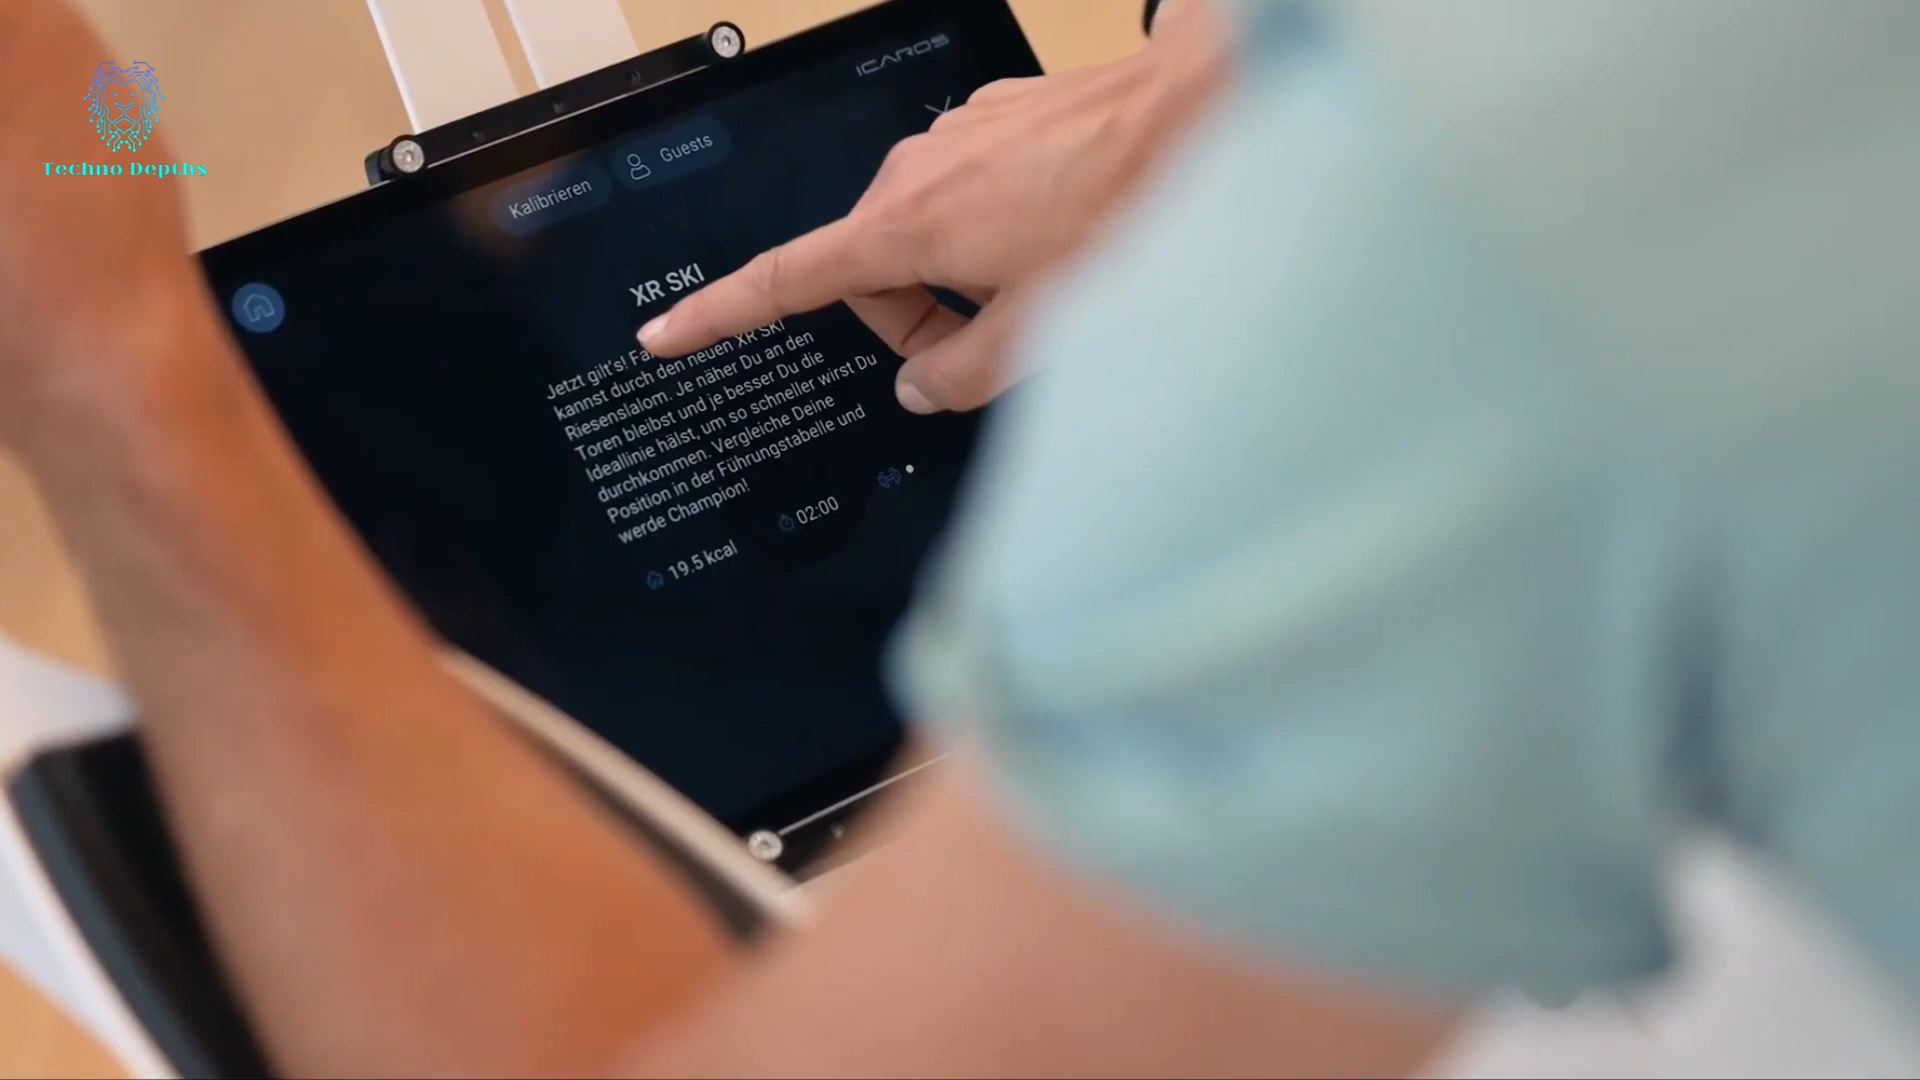 Techno Depths
ICAROS
Kalibrieren
Guests
XR SKI
Jetzt gilt's! XR SKI
kannst durch den neuen
Riesenslalom. Je näher Du an den
Toren bleibst und je besser Du die
Ideallinie hälst, um so schneller wirst Du
durchkommen. Vergleiche Deine
Position in der Führungstabelle und
werde Champion!
19.5 kcal
02:00